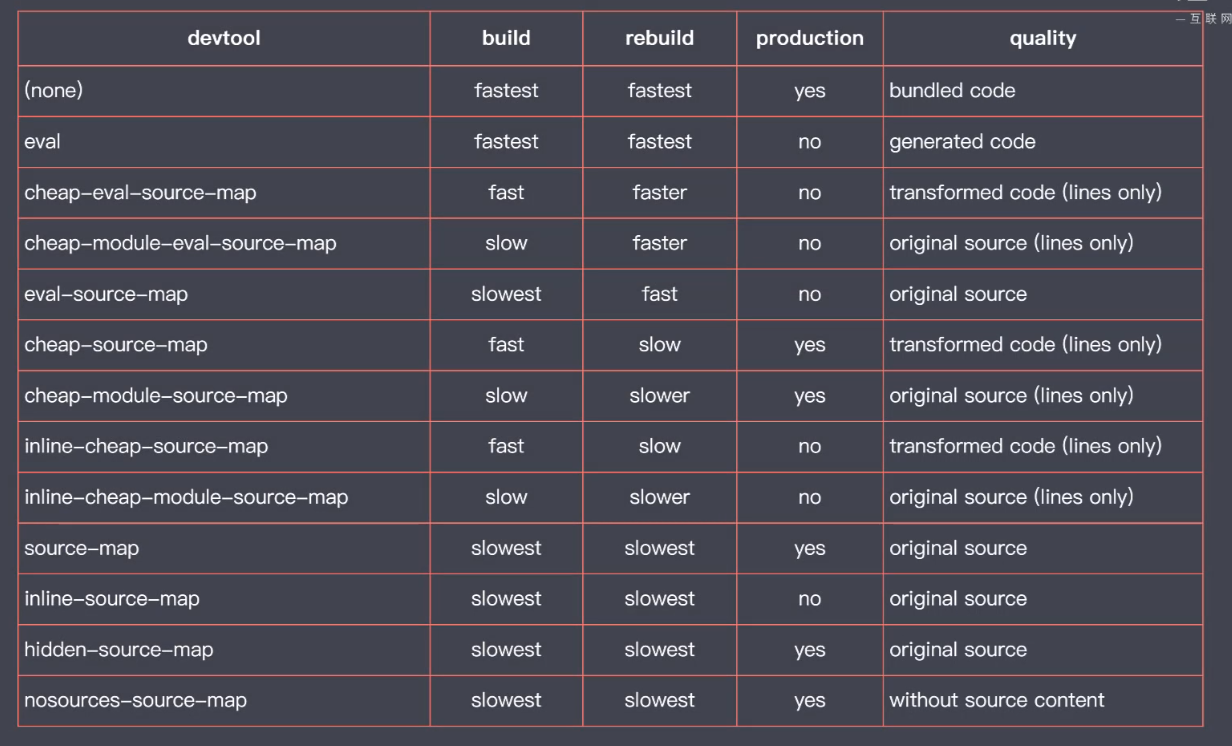 — 互联网
devtool build rebuild production quality
(none) fastest fastest yes bundled code
eval fastest fastest no generated code
cheap-eval-source-map fast faster no transformed code (lines only)
cheap-module-eval-source-map slow faster no original source (lines only)
eval-source-map slowest fast no original source
cheap-source-map fast slow yes transformed code (lines only)
cheap-module-source-map slow slower yes original source (lines only)
inline-cheap-source-map fast slow no transformed code (lines only)
inline-cheap-module-source-map slow slower no original source (lines only)
source-map slowest slowest yes original source
inline-source-map slowest slowest no original source
hidden-source-map slowest slowest yes original source
nosources-source-map slowest slowest yes without source content